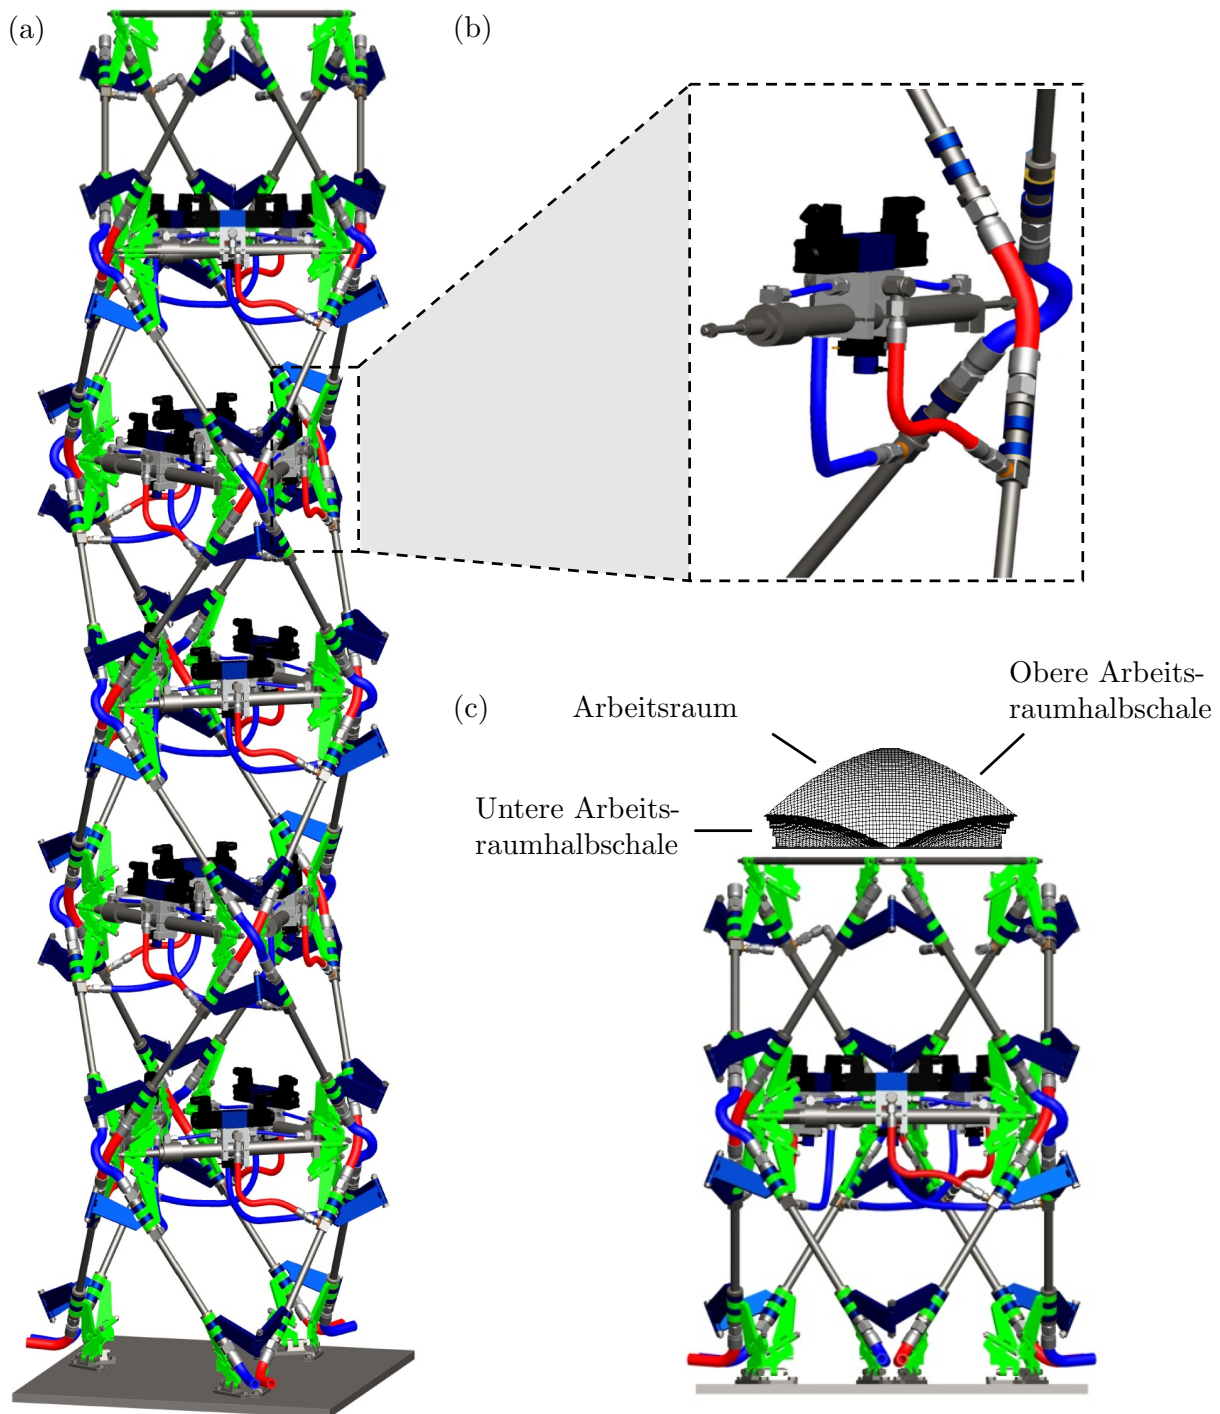 (a)
(b)
(c)
Arbeitsraum
Obere Arbeits-
raumhalbschale
Untere Arbeits-
raumhalbschale